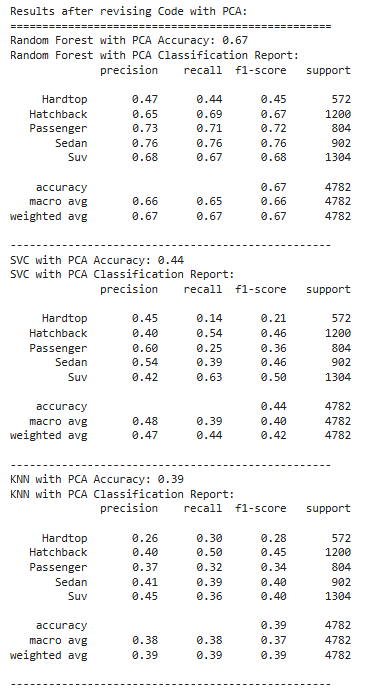 Results after revising Code with PCA:
==================================================
Random Forest with PCA Accuracy: 0.67
Random Forest with PCA Classification Report:
precision recall f1-score support
Hardtop 0.47 0.44 0.45 572
Hatchback 0.65 0.69 0.67 1200
Passenger 0.73 0.71 0.72 804
Sedan 0.76 0.76 0.76 902
Suv 0.68 0.67 0.68 1304
accuracy 0.67 4782
macro avg 0.66 0.65 0.66 4782
weighted avg 0.67 0.67 0.67 4782
--------------------------------------------------
SVC with PCA Accuracy: 0.44
SVC with PCA Classification Report:
precision recall f1-score support
Hardtop 0.45 0.14 0.21 572
Hatchback 0.40 0.54 0.46 1200
Passenger 0.60 0.25 0.36 804
Sedan 0.54 0.39 0.46 902
Suv 0.42 0.63 0.50 1304
accuracy 0.44 4782
macro avg 0.48 0.39 0.40 4782
weighted avg 0.47 0.44 0.42 4782
--------------------------------------------------
KNN with PCA Accuracy: 0.39
KNN with PCA Classification Report:
precision recall f1-score support
Hardtop 0.26 0.30 0.28 572
Hatchback 0.40 0.50 0.45 1200
Passenger 0.37 0.32 0.34 804
Sedan 0.41 0.39 0.40 902
Suv 0.45 0.36 0.40 1304
accuracy 0.39 4782
macro avg 0.38 0.38 0.37 4782
weighted avg 0.39 0.39 0.39 4782
--------------------------------------------------